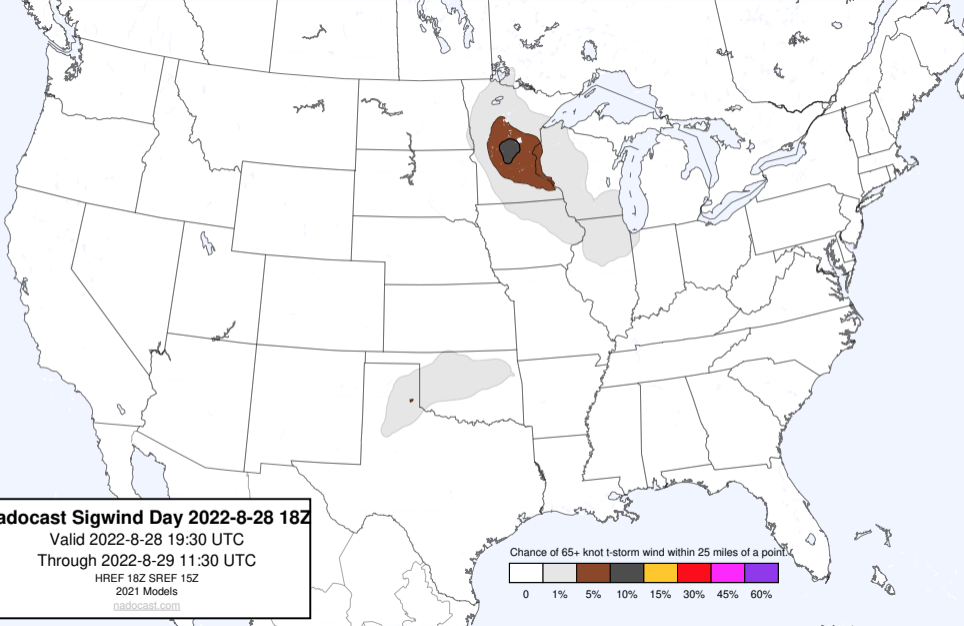 adocast Sigwind Day 2022-8-28 18Z
Valid 2022-8-28 19:30 UTC
Through 2022-8-29 11:30 UTC
HREF 18Z SREF 15Z
2021 Models
nadocast.com
Chance of 65+ knot t-storm wind within 25 miles of a point.
0 1% 5% 10% 15% 30% 45% 60%